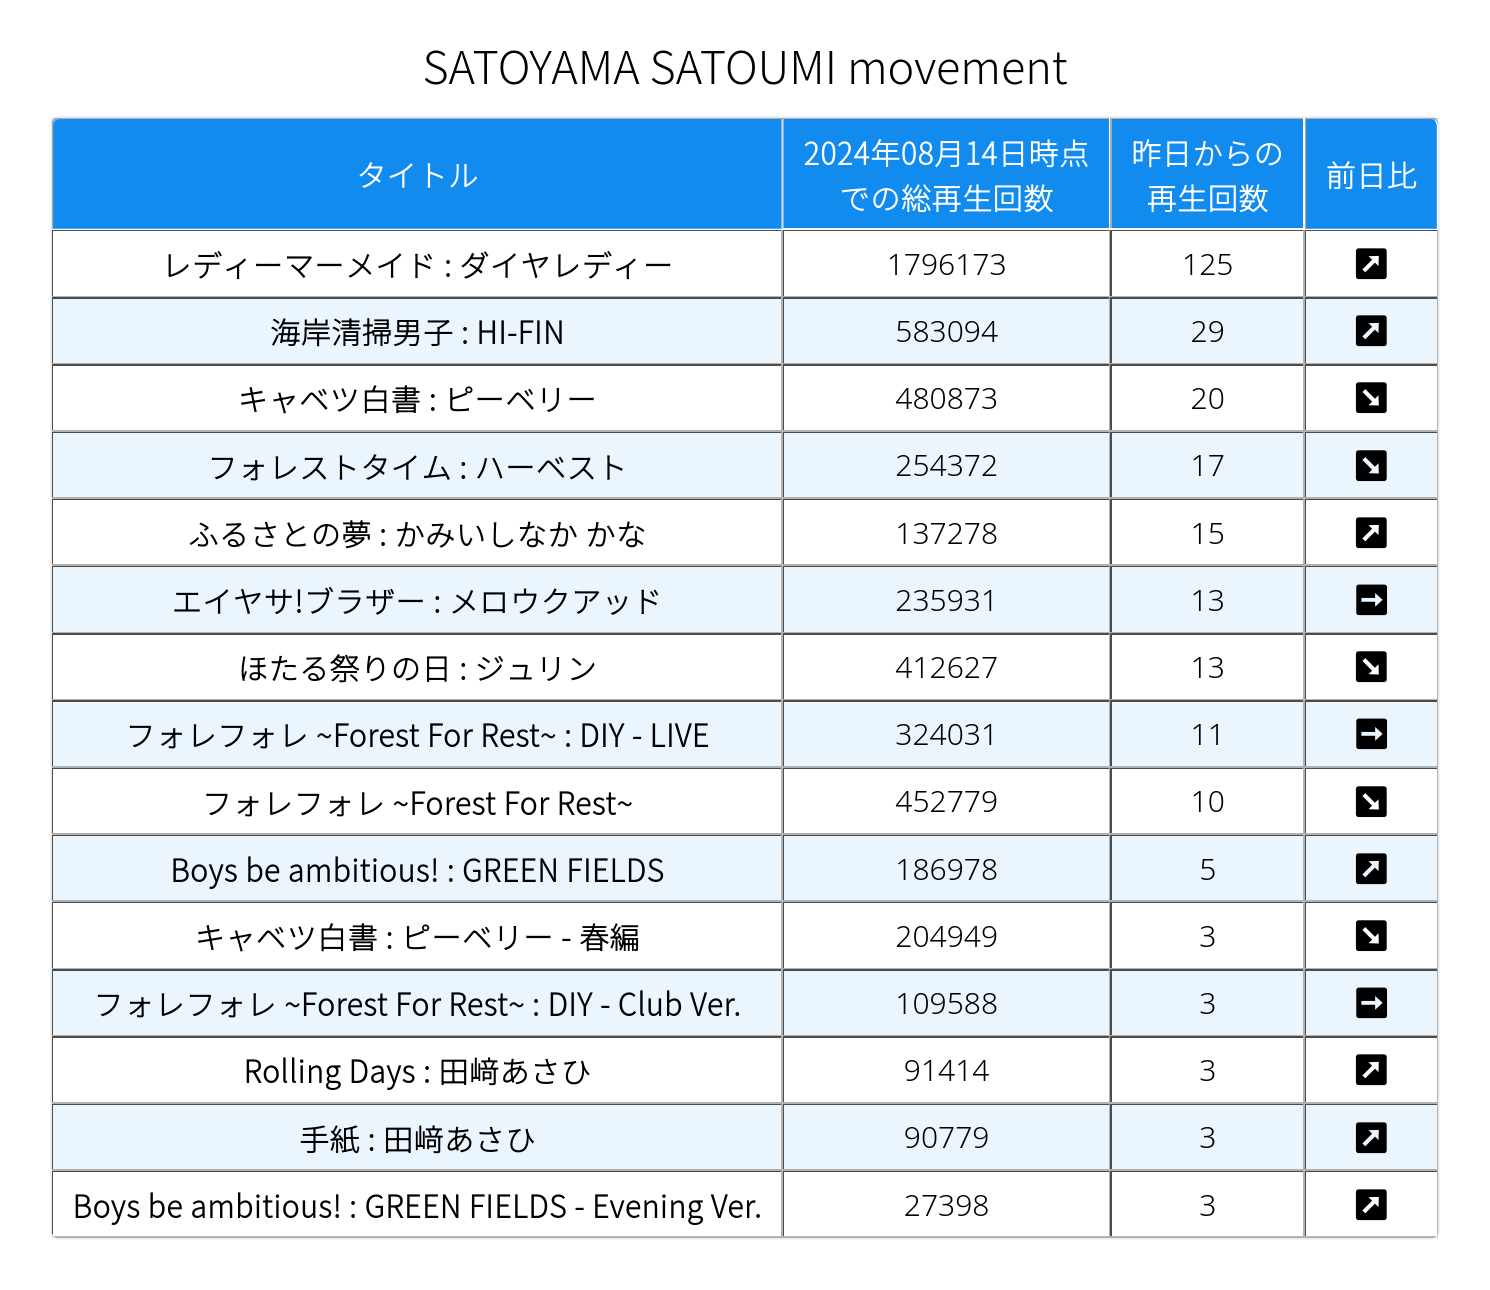 SATOYAMA SATOUMI movement
タイトル 2024年08月14日時点での総再生回数 昨日からの再生回数 前日比
レディーマーメイド : ダイヤレディー 1796173 125 ↗
海岸清掃男子 : HI-FIN 583094 29 ↗
キャベツ白書 : ピーベリー 480873 20 ↘
フォレストタイム : ハーベスト 254372 17 ↘
ふるさとの夢 : かみいしなか かな 137278 15 ↗
エイヤサ!ブラザー : メロウクアッド 235931 13 →
ほたる祭りの日 : ジュリン 412627 13 ↘
フォレフォレ ~Forest For Rest~ : DIY - LIVE 324031 11 →
フォレフォレ ~Forest For Rest~ 452779 10 ↘
Boys be ambitious! : GREEN FIELDS 186978 5 ↗
キャベツ白書 : ピーベリー - 春編 204949 3 ↘
フォレフォレ ~Forest For Rest~ : DIY - Club Ver. 109588 3 →
Rolling Days : 田﨑あさひ 91414 3 ↗
手紙 : 田﨑あさひ 90779 3 ↗
Boys be ambitious! : GREEN FIELDS - Evening Ver. 27398 3 ↗